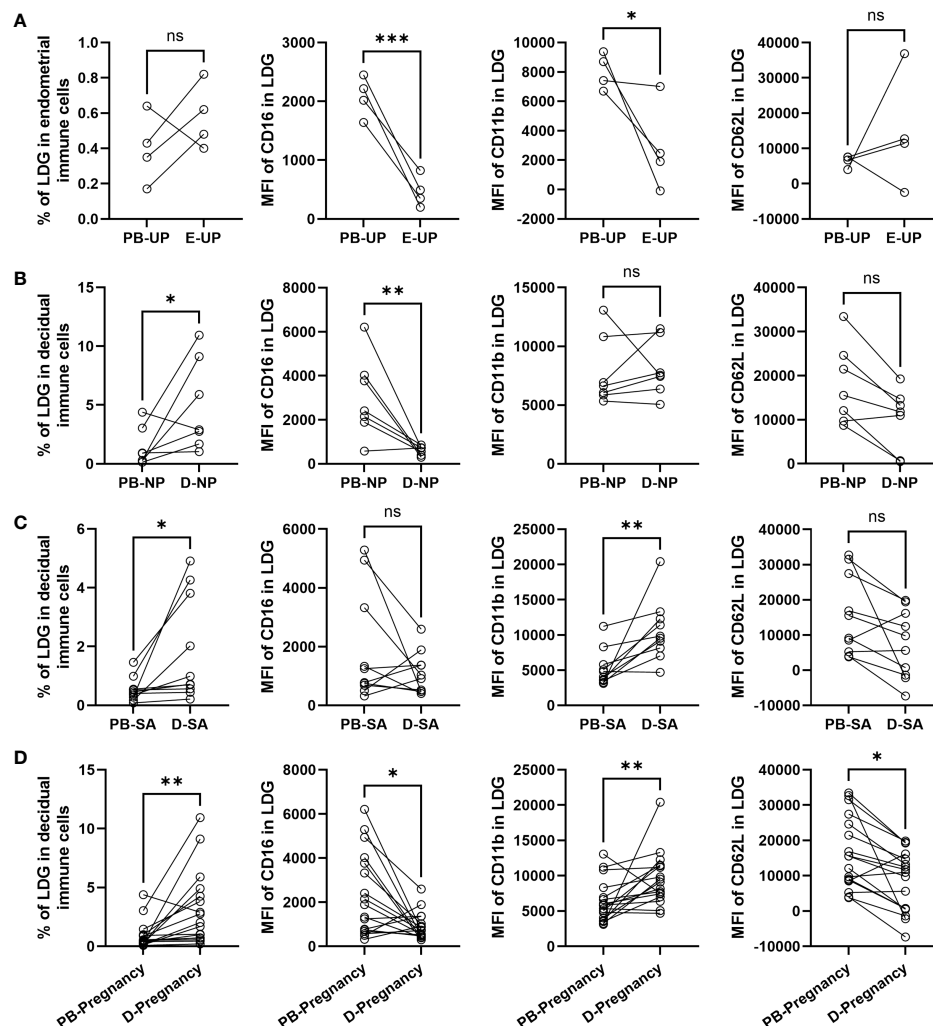 A
% of LDG in endometrial
immune cells
1.0
0.8
0.6
0.4
0.2
0.0
ns
PB-UP E-UP
MFI of CD16 in LDG
3000
2000
1000
0
***
PB-UP E-UP
MFI of CD11b in LDG
10000
8000
6000
4000
2000
0
-2000
*
PB-UP E-UP
MFI of CD62L in LDG
40000
30000
20000
10000
0
-10000
ns
PB-UP E-UP
B
% of LDG in decidual
immune cells
15
10
5
0
*
PB-NP D-NP
MFI of CD16 in LDG
8000
6000
4000
2000
0
**
PB-NP D-NP
MFI of CD11b in LDG
15000
10000
5000
0
ns
PB-NP D-NP
MFI of CD62L in LDG
40000
30000
20000
10000
0
ns
PB-NP D-NP
C
% of LDG in decidual
immune cells
6
4
2
0
*
PB-SA D-SA
MFI of CD16 in LDG
6000
4000
2000
0
ns
PB-SA D-SA
MFI of CD11b in LDG
25000
20000
15000
10000
5000
0
**
PB-SA D-SA
MFI of CD62L in LDG
40000
30000
20000
10000
0
-10000
ns
PB-SA D-SA
D
% of LDG in decidual
immune cells
15
10
5
0
**
PB-Pregnancy
D-Pregnancy
MFI of CD16 in LDG
8000
6000
4000
2000
0
*
PB-Pregnancy
D-Pregnancy
MFI of CD11b in LDG
25000
20000
15000
10000
5000
0
**
PB-Pregnancy
D-Pregnancy
MFI of CD62L in LDG
40000
30000
20000
10000
0
-10000
*
PB-Pregnancy
D-Pregnancy